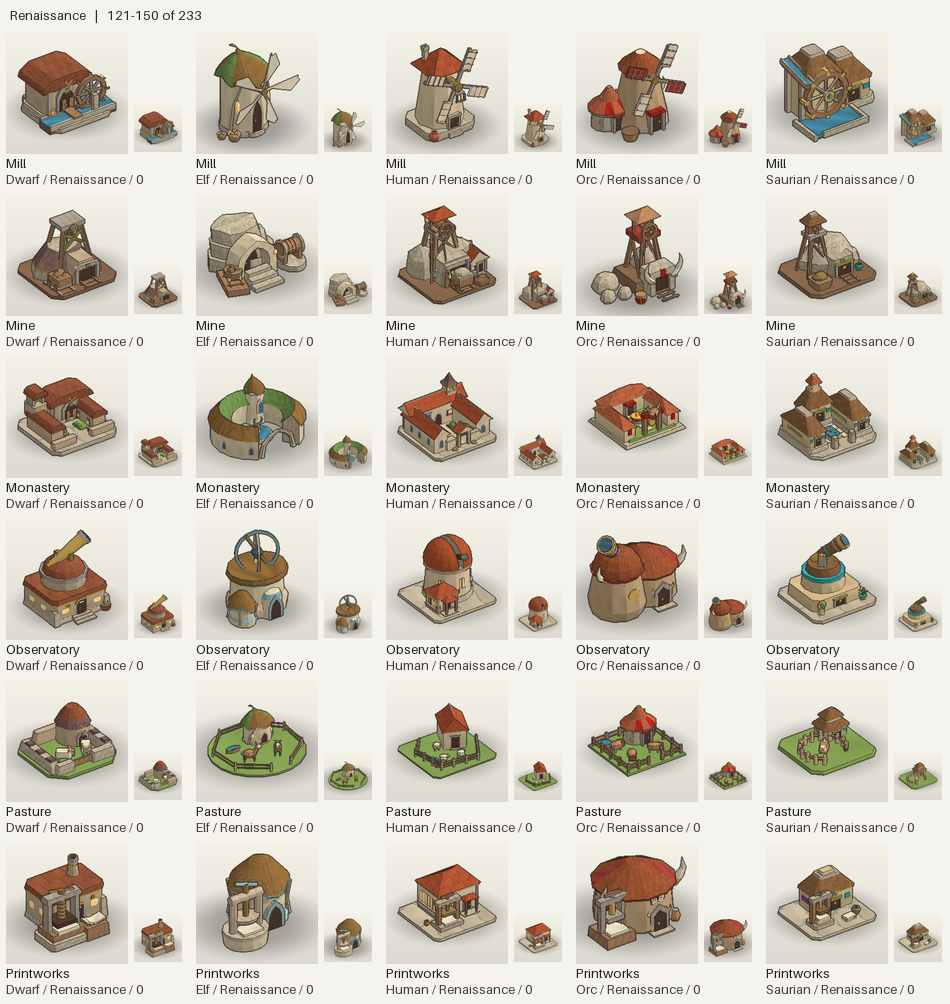 Renaissance | 121-150 of 233
Mill Mill Mill Mill Mill
Dwarf / Renaissance / 0 Elf / Renaissance / 0 Human / Renaissance / 0 Orc / Renaissance / 0 Saurian / Renaissance / 0
Mine Mine Mine Mine Mine
Dwarf / Renaissance / 0 Elf / Renaissance / 0 Human / Renaissance / 0 Orc / Renaissance / 0 Saurian / Renaissance / 0
Monastery Monastery Monastery Monastery Monastery
Dwarf / Renaissance / 0 Elf / Renaissance / 0 Human / Renaissance / 0 Orc / Renaissance / 0 Saurian / Renaissance / 0
Observatory Observatory Observatory Observatory Observatory
Dwarf / Renaissance / 0 Elf / Renaissance / 0 Human / Renaissance / 0 Orc / Renaissance / 0 Saurian / Renaissance / 0
Pasture Pasture Pasture Pasture Pasture
Dwarf / Renaissance / 0 Elf / Renaissance / 0 Human / Renaissance / 0 Orc / Renaissance / 0 Saurian / Renaissance / 0
Printworks Printworks Printworks Printworks Printworks
Dwarf / Renaissance / 0 Elf / Renaissance / 0 Human / Renaissance / 0 Orc / Renaissance / 0 Saurian / Renaissance / 0